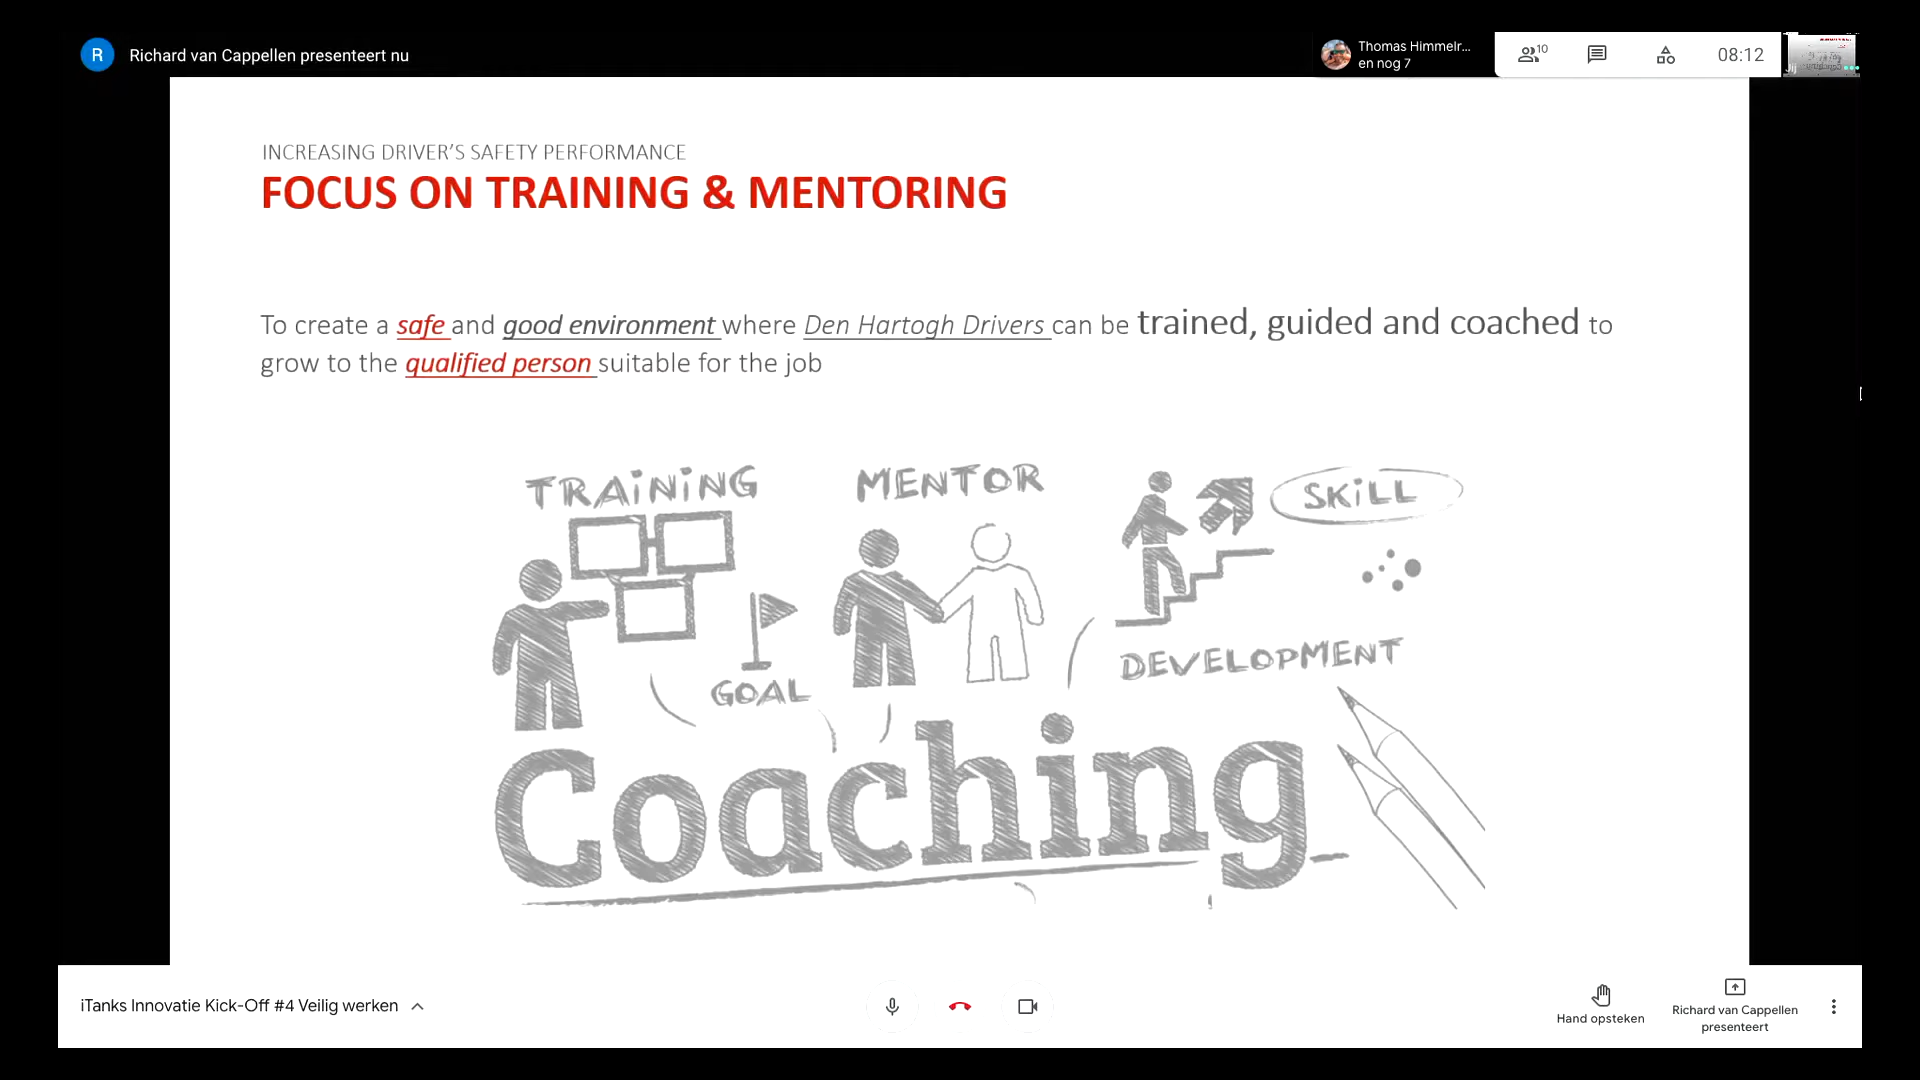 R Richard van Cappellen presenteert nu
Thomas Himmelr...
en nog 7
10
08:12
Jij
INCREASING DRIVER'S SAFETY PERFORMANCE
FOCUS ON TRAINING & MENTORING
To create a safe and good environment where Den Hartogh Drivers can be trained, guided and coached to
grow to the qualified person suitable for the job
TRAiNiNG
MENTOR
SKiLL
GOAL
DEVELOPMENT
Coaching
iTanks Innovatie Kick-Off #4 Veilig werken
Hand opsteken
Richard van Cappellen
presenteert